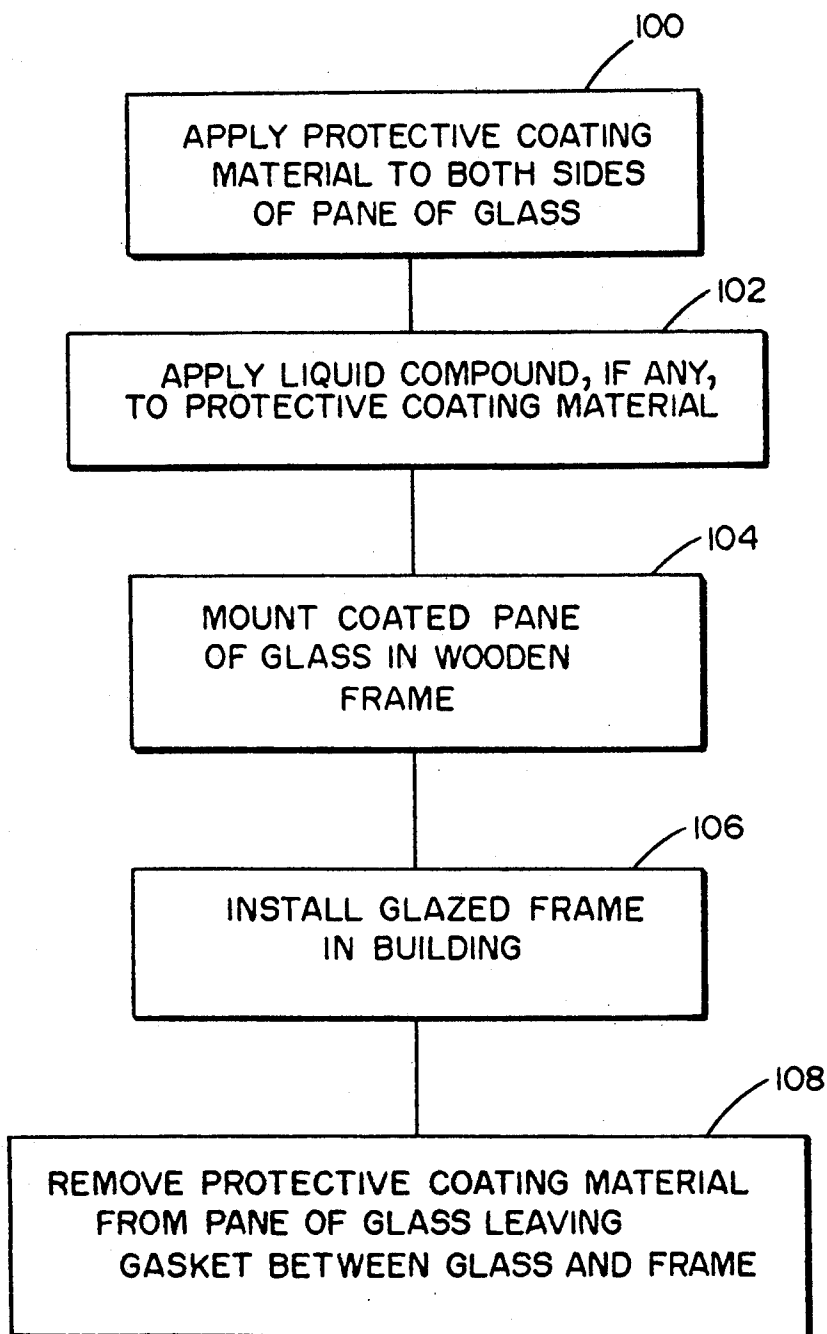 100
APPLY PROTECTIVE COATING
MATERIAL TO BOTH SIDES
OF PANE OF GLASS
102
APPLY LIQUID COMPOUND, IF ANY,
TO PROTECTIVE COATING MATERIAL
104
MOUNT COATED PANE
OF GLASS IN WOODEN
FRAME
106
INSTALL GLAZED FRAME
IN BUILDING
108
REMOVE PROTECTIVE COATING MATERIAL
FROM PANE OF GLASS LEAVING
GASKET BETWEEN GLASS AND FRAME